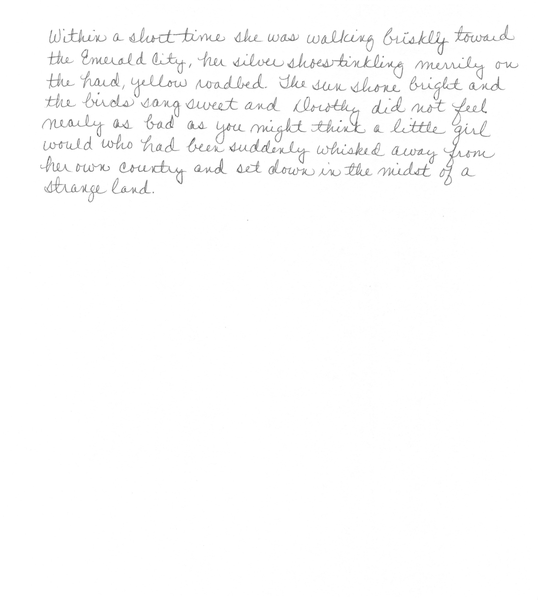 Within a short time she was walking briskly toward
the Emerald City, her silver shoes tinkling merrily on
the hard, yellow roadbed. The sun shone bright and
the birds sang sweet and Dorothy did not feel
nearly as bad as you might think a little girl
would who had been suddenly whisked away from
her own country and set down in the midst of a
strange land.